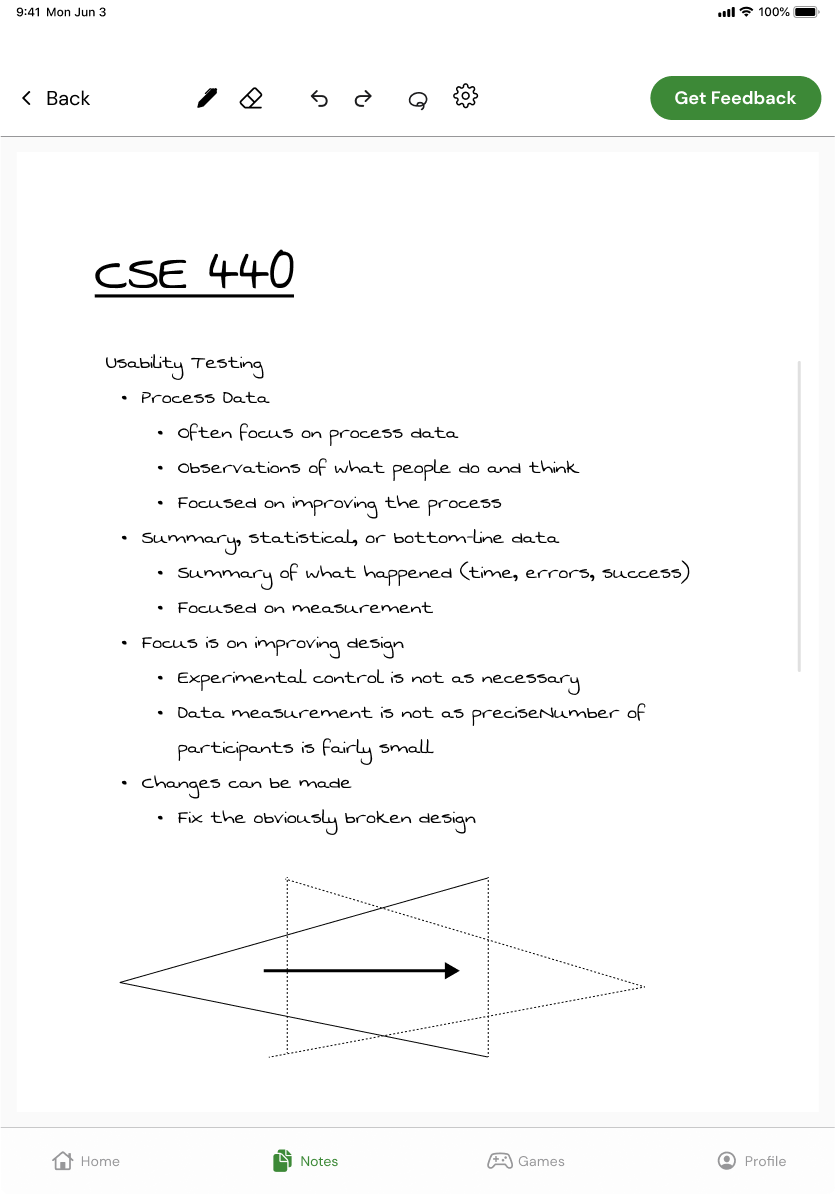 9:41 Mon Jun 3 100%
Back Get Feedback
CSE 440
Usability Testing
• Process Data
• Often focus on process data
• Observations of what people do and think
• Focused on improving the process
• Summary, statistical, or bottom-line data
• Summary of what happened (time, errors, success)
• Focused on measurement
• Focus is on improving design
• Experimental control is not as necessary
• Data measurement is not as preciseNumber of
participants is fairly small
• Changes can be made
• Fix the obviously broken design
Home Notes Games Profile